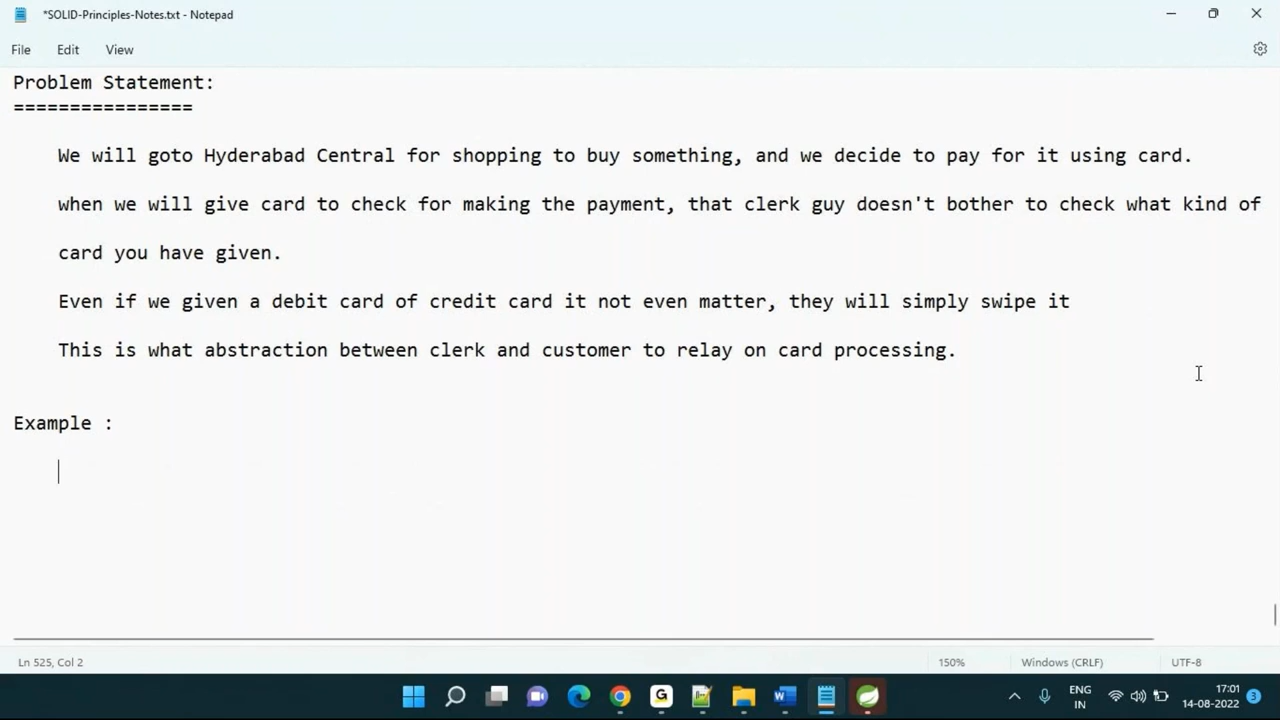 *SOLID-Principles-Notes.txt - Notepad
File Edit View
Problem Statement:
================
We will goto Hyderabad Central for shopping to buy something, and we decide to pay for it using card.
when we will give card to check for making the payment, that clerk guy doesn't bother to check what kind of
card you have given.
Even if we given a debit card of credit card it not even matter, they will simply swipe it
This is what abstraction between clerk and customer to relay on card processing.
Example :
Ln 525, Col 2 150% Windows (CRLF) UTF-8
ENG 17:01
IN 14-08-2022 3